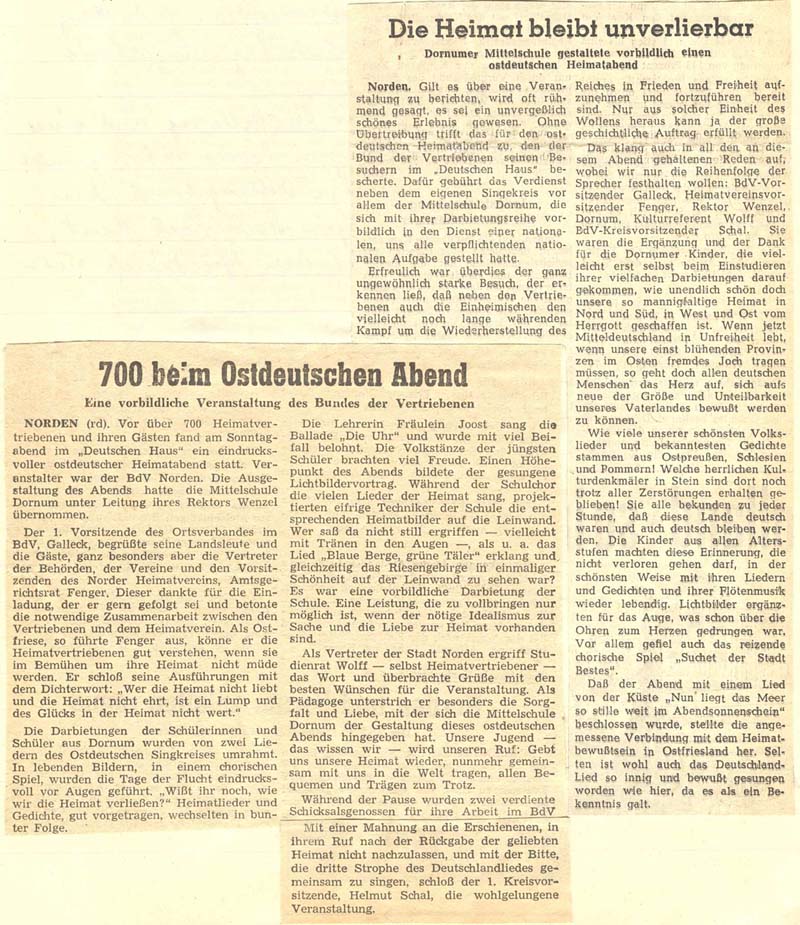 Die Heimat bleibt unverlierbar
Dornumer Mittelschule gestaltete vorbildlich einen
ostdeutschen Heimatabend
Norden. Gilt es über eine Veran-
staltung zu berichten, wird oft rüh-
mend gesagt, es sei ein unvergeßlich
schönes Erlebnis gewesen. Ohne
Übertreibung trifft das für den ost-
deutschen Heimatabend zu, den der
Bund der Vertriebenen seinen Be-
suchern im „Deutschen Haus" be-
scherte. Dafür gebührt das Verdienst
neben dem eigenen Singekreis vor
allem der Mittelschule Dornum, die
sich mit ihrer Darbietungsreihe vor-
bildlich in den Dienst einer nationa-
len, uns alle verpflichtenden natio-
nalen Aufgabe gestellt hatte.
Erfreulich war überdies der ganz
ungewöhnlich starke Besuch, der er-
kennen ließ, daß neben den Vertrie-
benen auch die Einheimischen den
vielleicht noch lange währenden
Kampf um die Wiederherstellung des
Reiches in Frieden und Freiheit auf-
zunehmen und fortzuführen bereit
sind. Nur aus solcher Einheit des
Wollens heraus kann ja der große
geschichtliche Auftrag erfüllt werden.
Das klang auch in all den an die-
sem Abend gehaltenen Reden auf,
wobei wir nur die Reihenfolge der
Sprecher festhalten wollen: BdV-Vor-
sitzender Galleck, Heimatvereinsvor-
sitzender Fenger, Rektor Wenzel,
Dornum, Kulturreferent Wolff und
BdV-Kreisvorsitzender Schal. Sie
waren die Ergänzung und der Dank
für die Dornumer Kinder, die viel-
leicht erst selbst beim Einstudieren
ihrer vielfachen Darbietungen darauf
gekommen, wie unendlich schön doch
unsere so mannigfaltige Heimat in
Nord und Süd, in West und Ost vom
Herrgott geschaffen ist. Wenn jetzt
Mitteldeutschland in Unfreiheit lebt,
wenn unsere einst blühenden Provin-
zen im Osten fremdes Joch tragen
müssen, so geht doch allen deutschen
Menschen das Herz auf, sich aufs
neue der Größe und Unteilbarkeit
unseres Vaterlandes bewußt werden
zu können.
Wie viele unserer schönsten Volks-
lieder und bekanntesten Gedichte
stammen aus Ostpreußen, Schlesien
und Pommern! Welche herrlichen Kul-
turdenkmäler in Stein sind dort noch
trotz aller Zerstörungen erhalten ge-
blieben! Sie alle bekunden zu jeder
Stunde, daß diese Lande deutsch
waren und auch deutsch bleiben wer-
den. Die Kinder aus allen Alters-
stufen machten diese Erinnerung, die
nicht verloren gehen darf, in der
schönsten Weise mit ihren Liedern
und Gedichten und ihrer Flötenmusik
wieder lebendig. Lichtbilder ergänz-
ten für das Auge, was schon über die
Ohren zum Herzen gedrungen war.
Vor allem gefiel auch das reizende
chorische Spiel „Suchet der Stadt
Bestes".
Daß der Abend mit einem Lied
von der Küste „Nun liegt das Meer
so stille weit im Abendsonnenschein"
beschlossen wurde, stellte die ange-
messene Verbindung mit dem Heimat-
bewußtsein in Ostfriesland her. Sel-
ten ist wohl auch das Deutschland-
Lied so innig und bewußt gesungen
worden wie hier, da es als ein Be-
kenntnis galt.
700 beim Ostdeutschen Abend
Eine vorbildliche Veranstaltung des Bundes der Vertriebenen
NORDEN (rd). Vor über 700 Heimatver-
triebenen und ihren Gästen fand am Sonntag-
abend im „Deutschen Haus" ein eindrucks-
voller ostdeutscher Heimatabend statt. Ver-
anstalter war der BdV Norden. Die Ausge-
staltung des Abends hatte die Mittelschule
Dornum unter Leitung ihres Rektors Wenzel
übernommen.
Der 1. Vorsitzende des Ortsverbandes im
BdV, Galleck, begrüßte seine Landsleute und
die Gäste, ganz besonders aber die Vertreter
der Behörden, der Vereine und den Vorsit-
zenden des Norder Heimatvereins, Amtsge-
richtsrat Fenger. Dieser dankte für die Ein-
ladung, der er gern gefolgt sei und betonte
die notwendige Zusammenarbeit zwischen den
Vertriebenen und dem Heimatverein. Als Ost-
friese, so führte Fenger aus, könne er die
Heimatvertriebenen gut verstehen, wenn sie
im Bemühen um ihre Heimat nicht müde
werden. Er schloß seine Ausführungen mit
dem Dichterwort: „Wer die Heimat nicht liebt
und die Heimat nicht ehrt, ist ein Lump und
des Glücks in der Heimat nicht wert."
Die Darbietungen der Schülerinnen und
Schüler aus Dornum wurden von zwei Lie-
dern des Ostdeutschen Singkreises umrahmt.
In lebenden Bildern, in einem chorischen
Spiel, wurden die Tage der Flucht eindrucks-
voll vor Augen geführt. „Wißt ihr noch, wie
wir die Heimat verließen?" Heimatlieder und
Gedichte, gut vorgetragen, wechselten in bun-
ter Folge.
Die Lehrerin Fräulein Joost sang die
Ballade „Die Uhr" und wurde mit viel Bei-
fall belohnt. Die Volkstänze der jüngsten
Schüler brachten viel Freude. Einen Höhe-
punkt des Abends bildete der gesungene
Lichtbildervortrag. Während der Schulchor
die vielen Lieder der Heimat sang, projek-
tierten eifrige Techniker der Schule die ent-
sprechenden Heimatbilder auf die Leinwand.
Wer saß da nicht still ergriffen — vielleicht
mit Tränen in den Augen —, als u. a. das
Lied „Blaue Berge, grüne Täler" erklang und
gleichzeitig das Riesengebirge in einmaliger
Schönheit auf der Leinwand zu sehen war?
Es war eine vorbildliche Darbietung der
Schule. Eine Leistung, die zu vollbringen nur
möglich ist, wenn der nötige Idealismus zur
Sache und die Liebe zur Heimat vorhanden
sind.
Als Vertreter der Stadt Norden ergriff Stu-
dienrat Wolff — selbst Heimatvertriebener —
das Wort und überbrachte Grüße mit den
besten Wünschen für die Veranstaltung. Als
Pädagoge unterstrich er besonders die Sorg-
falt und Liebe, mit der sich die Mittelschule
Dornum der Gestaltung dieses ostdeutschen
Abends hingegeben hat. Unsere Jugend —
das wissen wir — wird unseren Ruf: Gebt
uns unsere Heimat wieder, nunmehr gemein-
sam mit uns in die Welt tragen, allen Be-
quemen und Trägen zum Trotz.
Während der Pause wurden zwei verdiente
Schicksalsgenossen für ihre Arbeit im BdV
Mit einer Mahnung an die Erschienenen, in
ihrem Ruf nach der Rückgabe der geliebten
Heimat nicht nachzulassen, und mit der Bitte,
die dritte Strophe des Deutschlandliedes ge-
meinsam zu singen, schloß der 1. Kreisvor-
sitzende, Helmut Schal, die wohlgelungene
Veranstaltung.